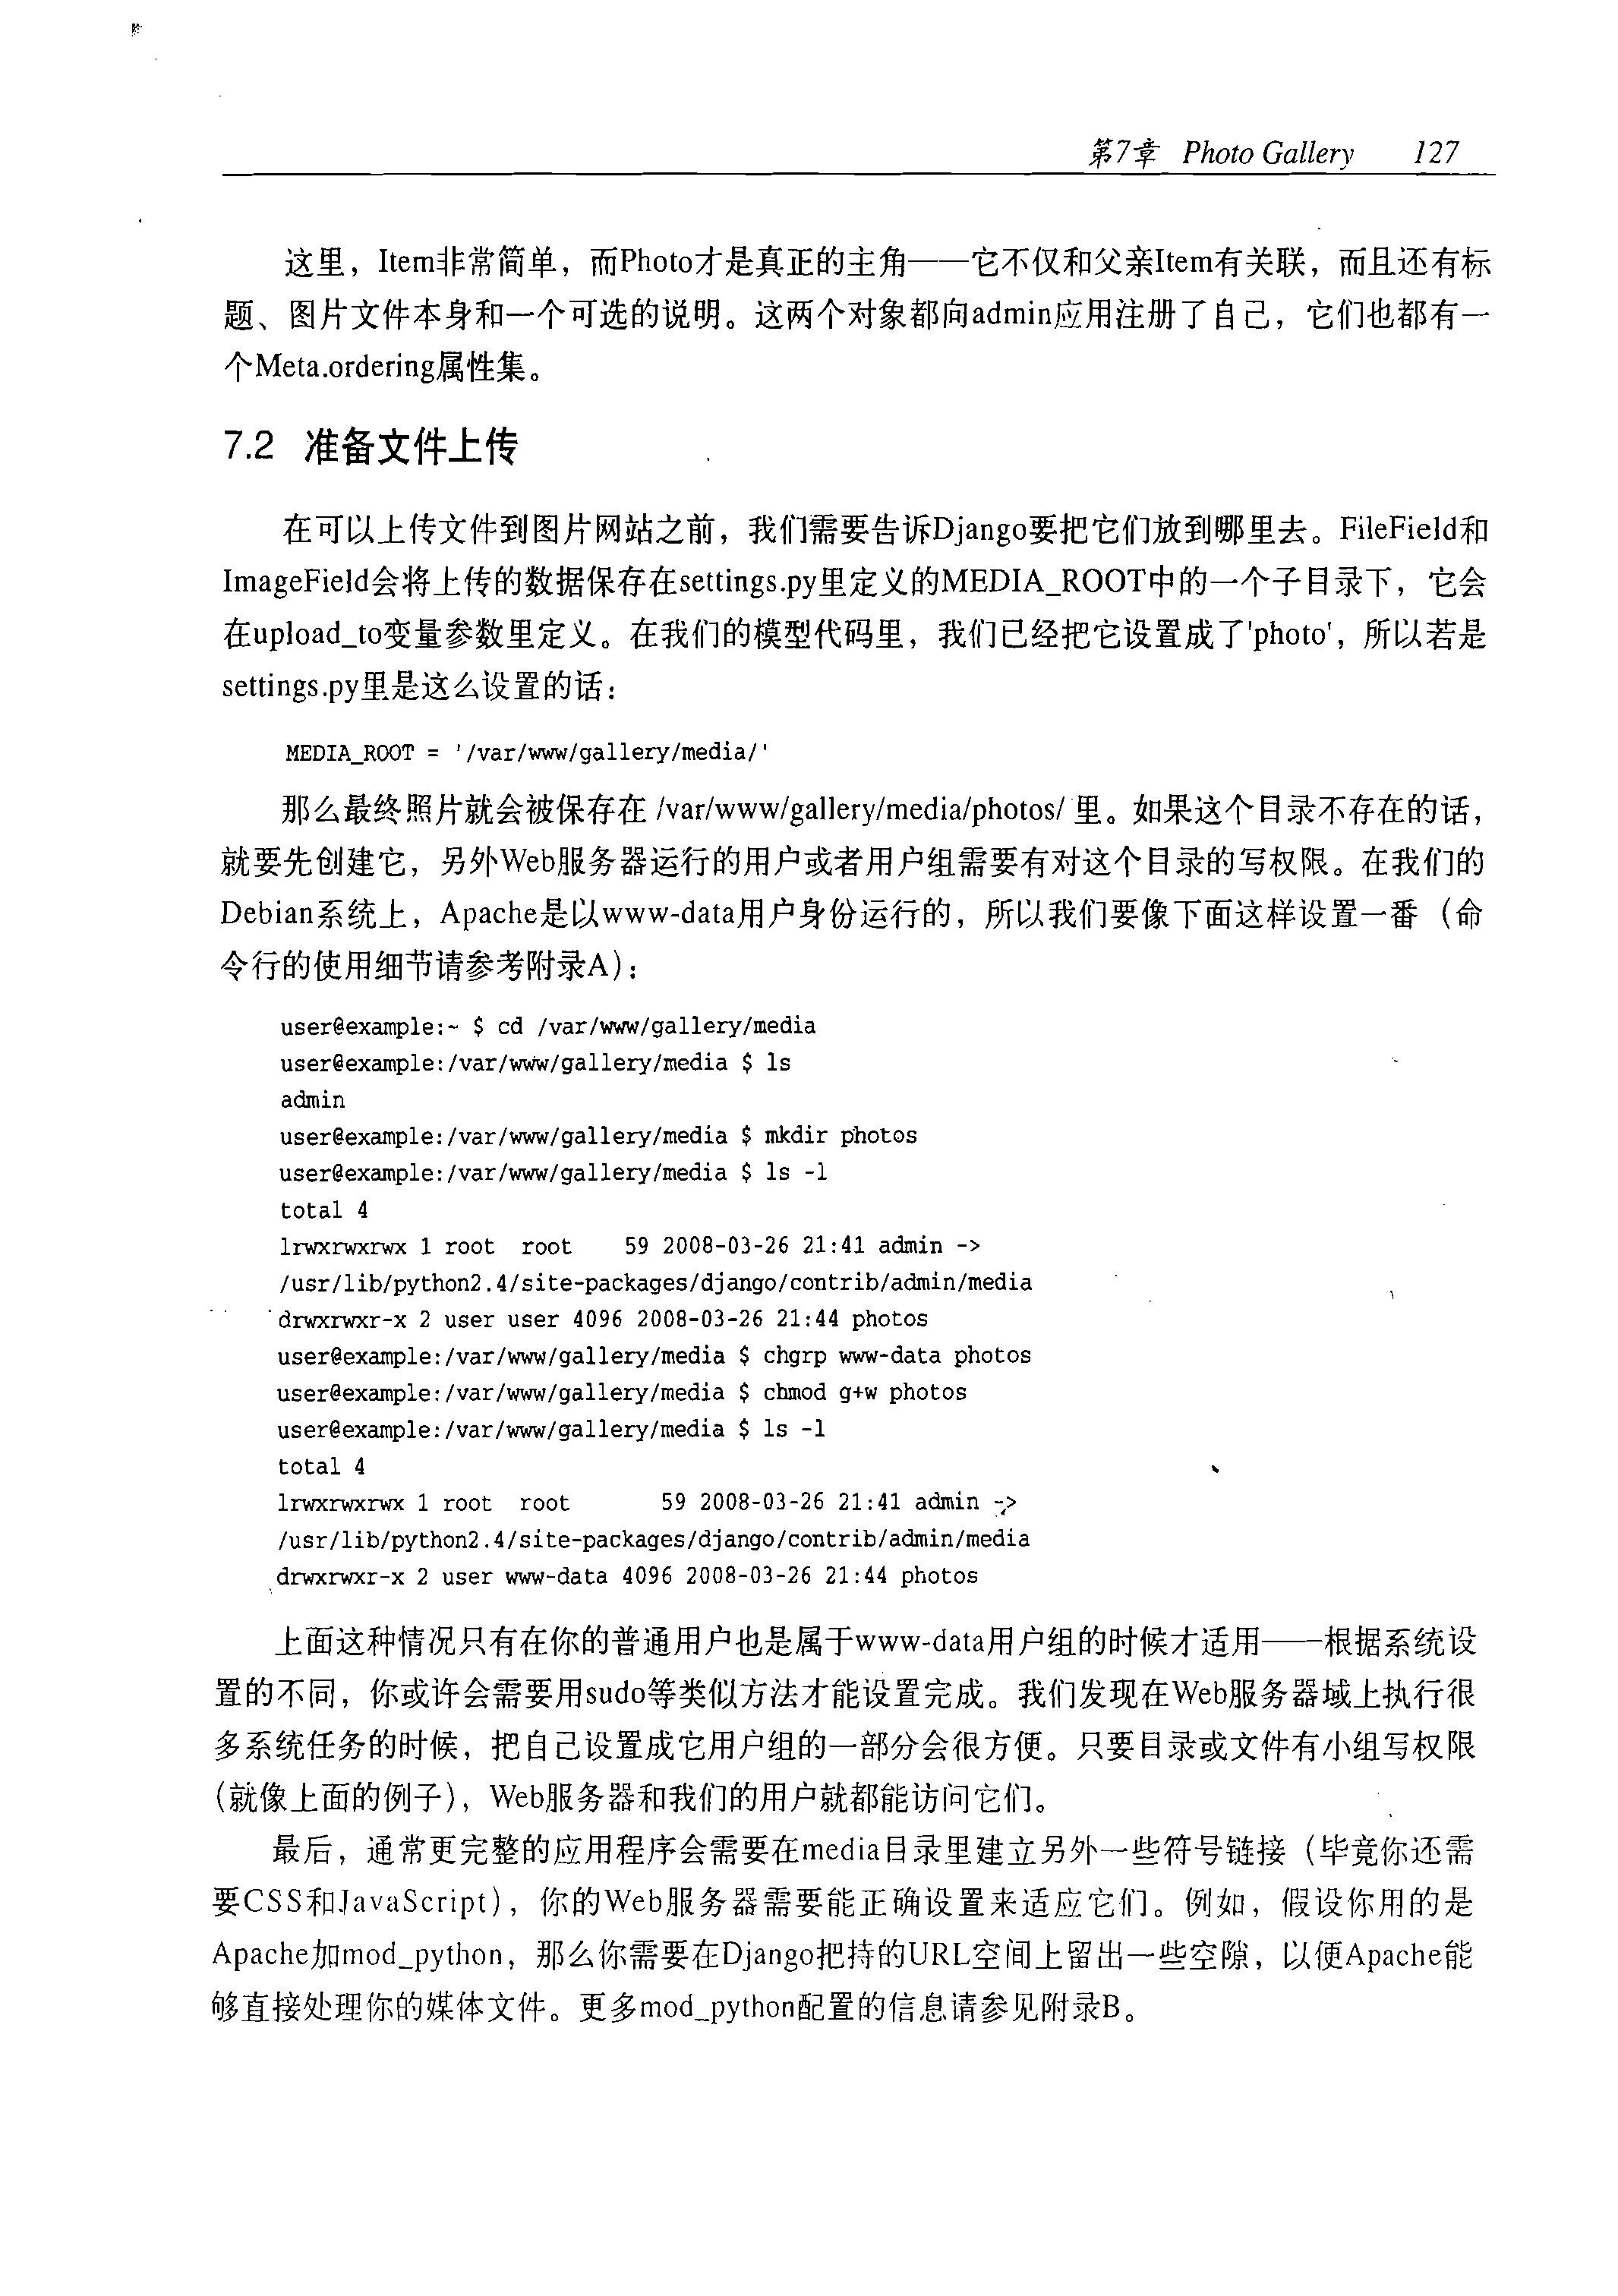 第7章 Photo Gallery 127
这里，Item非常简单，而Photo才是真正的主角——它不仅和父亲Item有关联，而且还有标
题、图片文件本身和一个可选的说明。这两个对象都向admin应用注册了自己，它们也都有一
个Meta.ordering属性集。
7.2 准备文件上传
在可以上传文件到图片网站之前，我们需要告诉Django要把它们放到哪里去。FileField和
ImageField会将上传的数据保存在settings.py里定义的MEDIA_ROOT中的一个子目录下，它会
在upload_to变量参数里定义。在我们的模型代码里，我们已经把它设置成了'photo'，所以若是
settings.py里是这么设置的话：
MEDIA_ROOT = '/var/www/gallery/media/'
那么最终照片就会被保存在 /var/www/gallery/media/photos/ 里。如果这个目录不存在的话，
就要先创建它，另外Web服务器运行的用户或者用户组需要有对这个目录的写权限。在我们的
Debian系统上，Apache是以www-data用户身份运行的，所以我们要像下面这样设置一番（命
令行的使用细节请参考附录A）：
user@example:~ $ cd /var/www/gallery/media
user@example:/var/www/gallery/media $ ls
admin
user@example:/var/www/gallery/media $ mkdir photos
user@example:/var/www/gallery/media $ ls -l
total 4
lrwxrwxrwx 1 root  root    59 2008-03-26 21:41 admin ->
/usr/lib/python2.4/site-packages/django/contrib/admin/media
drwxrwxr-x 2 user user 4096 2008-03-26 21:44 photos
user@example:/var/www/gallery/media $ chgrp www-data photos
user@example:/var/www/gallery/media $ chmod g+w photos
user@example:/var/www/gallery/media $ ls -l
total 4
lrwxrwxrwx 1 root  root       59 2008-03-26 21:41 admin ->
/usr/lib/python2.4/site-packages/django/contrib/admin/media
drwxrwxr-x 2 user www-data 4096 2008-03-26 21:44 photos
上面这种情况只有在你的普通用户也是属于www-data用户组的时候才适用——根据系统设
置的不同，你或许会需要用sudo等类似方法才能设置完成。我们发现在Web服务器域上执行很
多系统任务的时候，把自己设置成它用户组的一部分会很方便。只要目录或文件有小组写权限
（就像上面的例子），Web服务器和我们的用户就都能访问它们。
最后，通常更完整的应用程序会需要在media目录里建立另外一些符号链接（毕竟你还需
要CSS和JavaScript），你的Web服务器需要能正确设置来适应它们。例如，假设你用的是
Apache加mod_python，那么你需要在Django把持的URL空间上留出一些空隙，以便Apache能
够直接处理你的媒体文件。更多mod_python配置的信息请参见附录B。